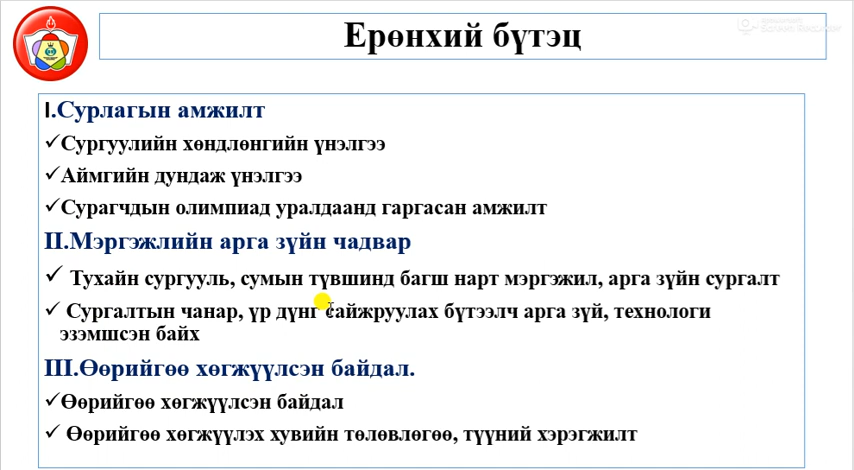 Ерөнхий бүтэц
I.Сурлагын амжилт
✓Сургуулийн хөндлөнгийн үнэлгээ
✓Аймгийн дундаж үнэлгээ
✓Сурагчдын олимпиад уралдаанд гаргасан амжилт
II.Мэргэжлийн арга зүйн чадвар
✓ Тухайн сургууль, сумын түвшинд багш нарт мэргэжил, арга зүйн сургалт
✓ Сургалтын чанар, үр дүнг сайжруулах бүтээлч арга зүй, технологи
эзэмшсэн байх
III.Өөрийгөө хөгжүүлсэн байдал.
✓Өөрийгөө хөгжүүлсэн байдал
✓ Өөрийгөө хөгжүүлэх хувийн төлөвлөгөө, түүний хэрэгжилт